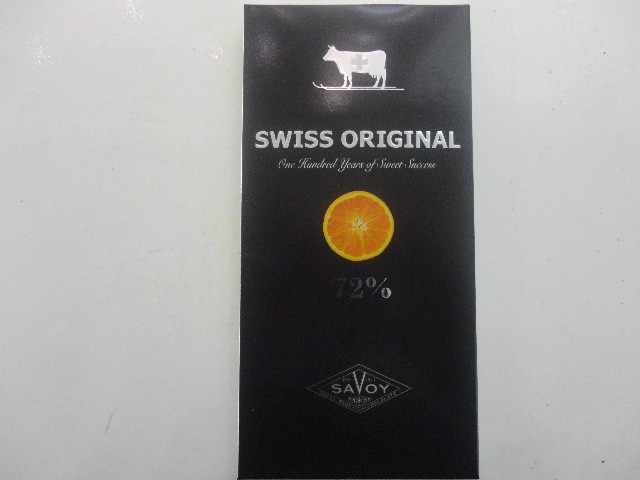 SWISS ORIGINAL
One Hundred Years of Sweet Success
72%
SAVOY